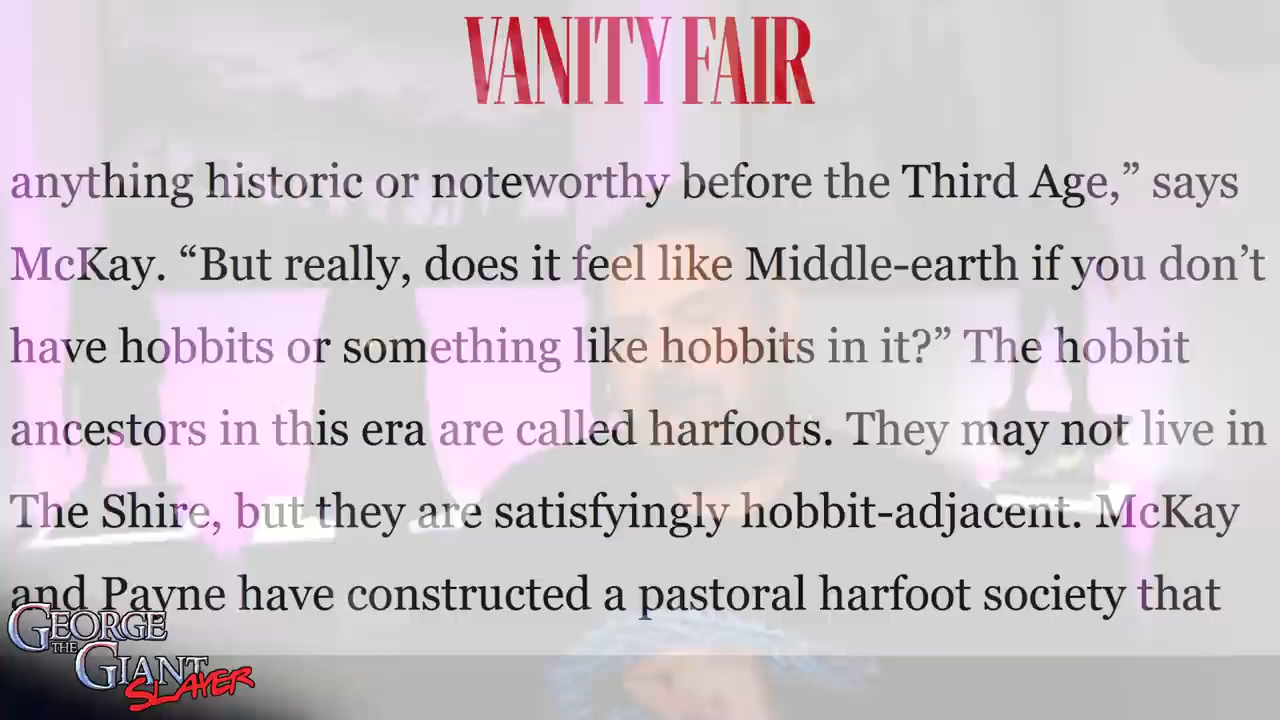 VANITY FAIR
anything historic or noteworthy before the Third Age,” says
McKay. “But really, does it feel like Middle-earth if you don’t
have hobbits or something like hobbits in it?” The hobbit
ancestors in this era are called harfoots. They may not live in
The Shire, but they are satisfyingly hobbit-adjacent. McKay
and Payne have constructed a pastoral harfoot society that
GEORGE
THE
GIANT
SLAYER